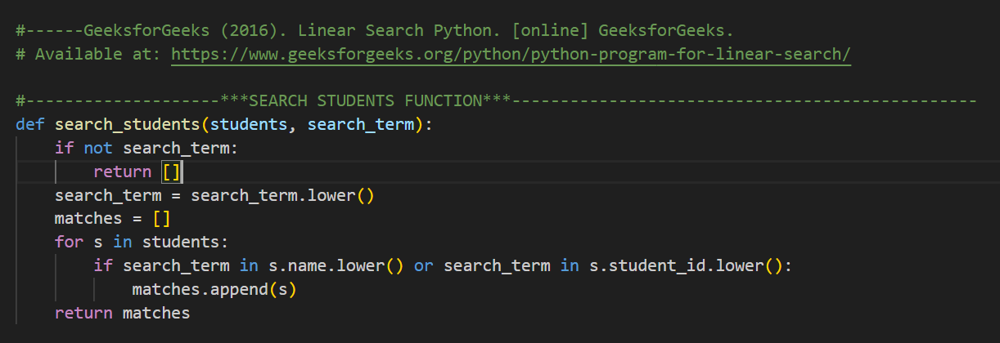 #------GeeksforGeeks (2016). Linear Search Python. [online] GeeksforGeeks.
# Available at: https://www.geeksforgeeks.org/python/python-program-for-linear-search/
#--------------------***SEARCH STUDENTS FUNCTION***------------------------------------------------
def search_students(students, search_term):
    if not search_term:
        return []
    search_term = search_term.lower()
    matches = []
    for s in students:
        if search_term in s.name.lower() or search_term in s.student_id.lower():
            matches.append(s)
    return matches